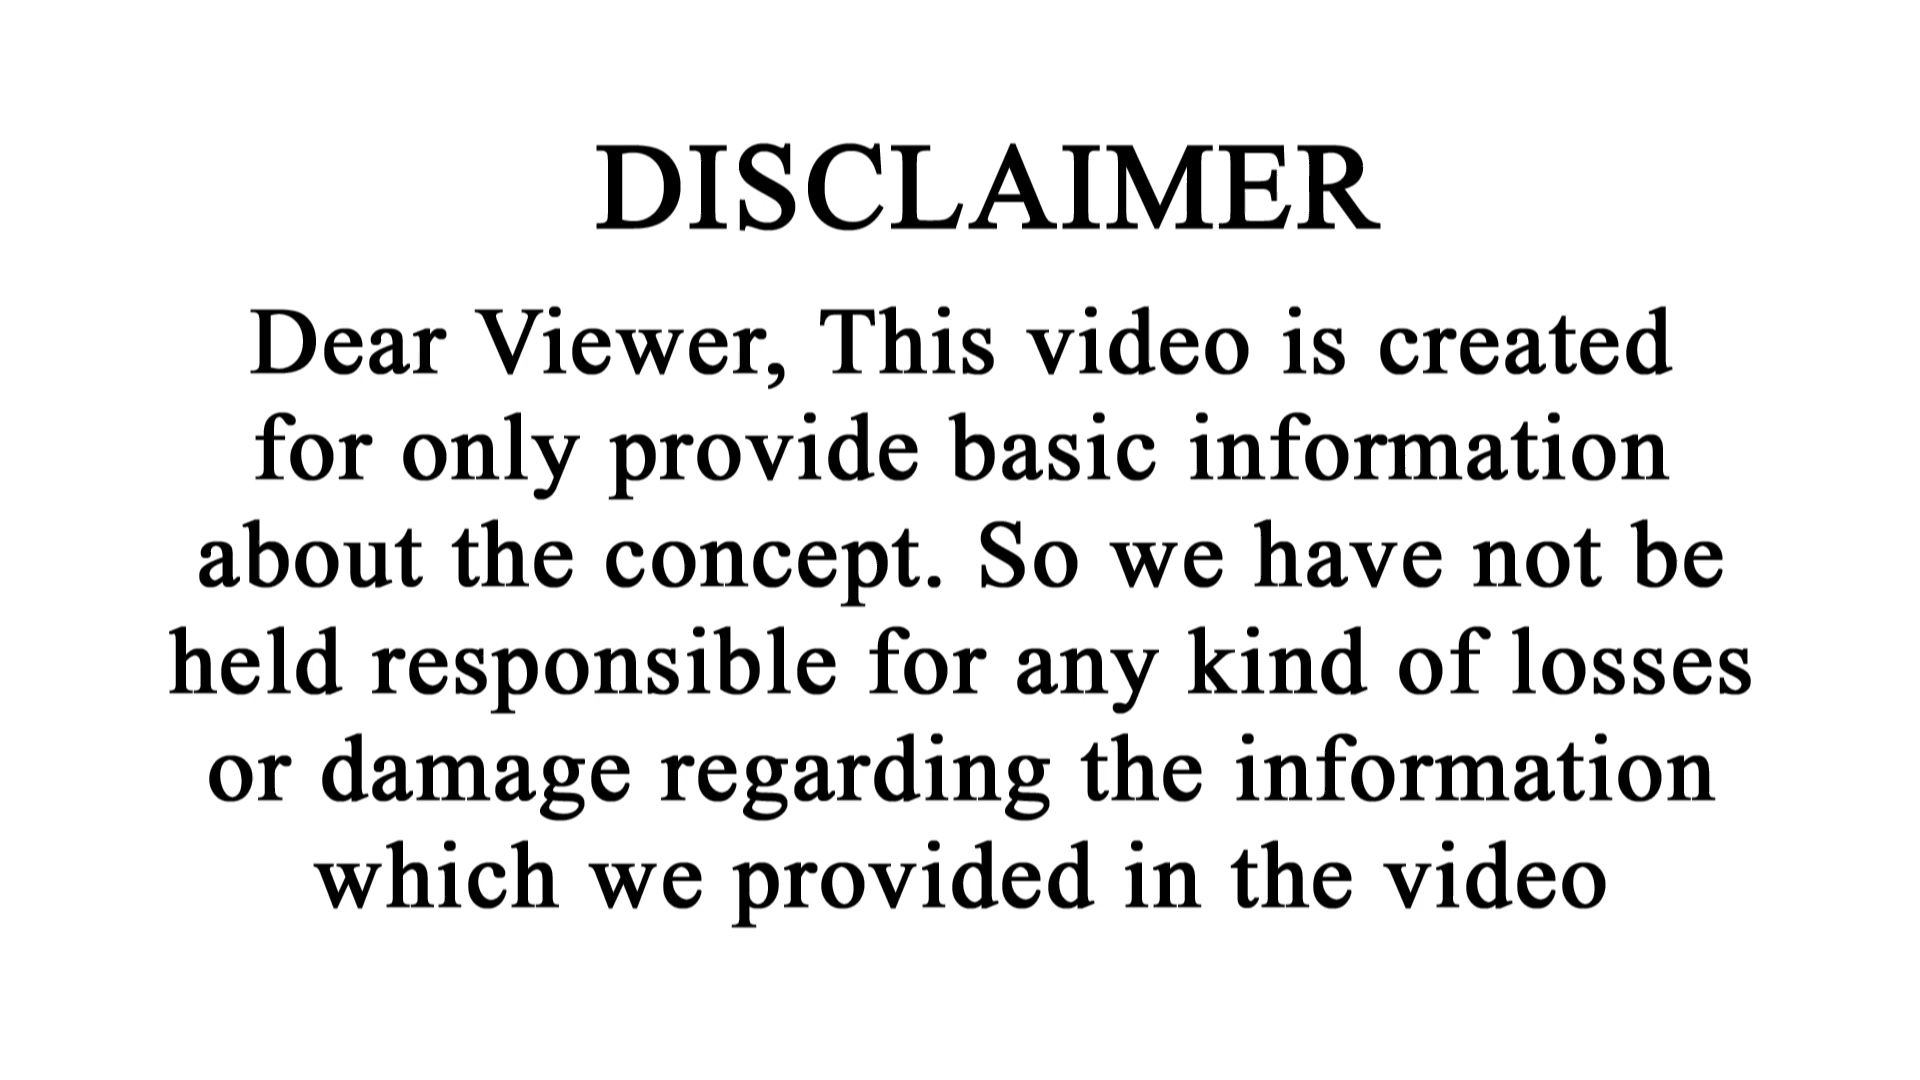 DISCLAIMER
Dear Viewer, This video is created
for only provide basic information
about the concept. So we have not be
held responsible for any kind of losses
or damage regarding the information
which we provided in the video